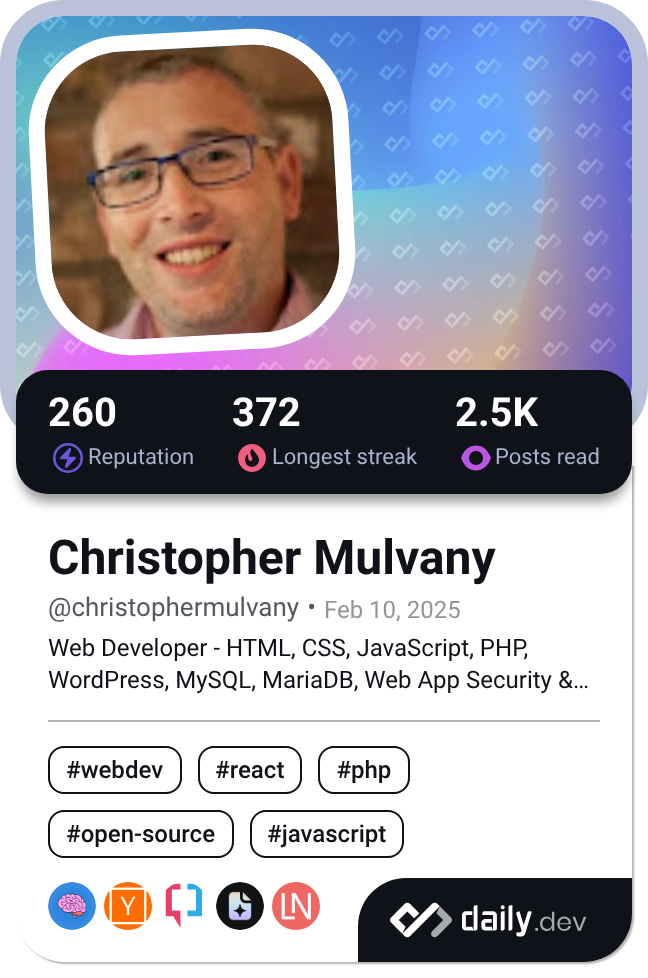 260 372 2.5K
Reputation Longest streak Posts read
Christopher Mulvany
@christophermulvany • Feb 10, 2025
Web Developer - HTML, CSS, JavaScript, PHP,
WordPress, MySQL, MariaDB, Web App Security &...
#webdev #react #php
#open-source #javascript
Y LN
daily.dev